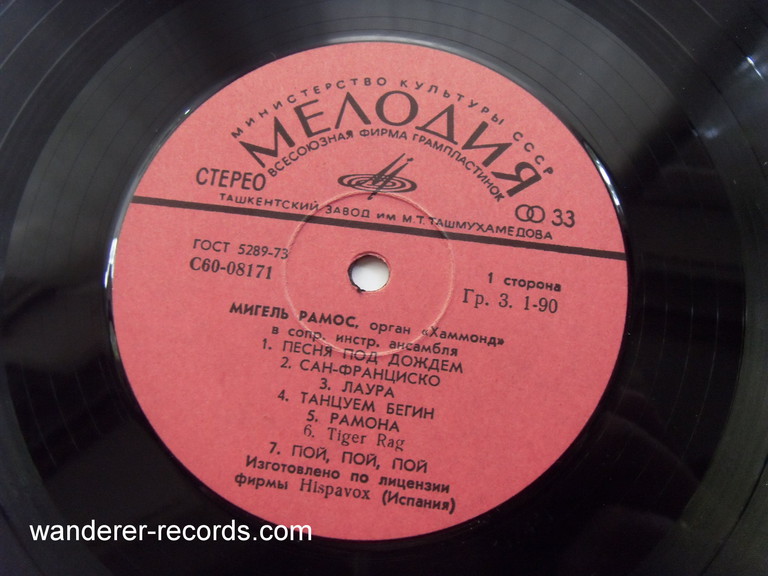 МИНИСТЕРСТВО КУЛЬТУРЫ СССР
МЕЛОДИЯ
ВСЕСОЮЗНАЯ ФИРМА ГРАМПЛАСТИНОК
СТЕРЕО
33
ТАШКЕНТСКИЙ ЗАВОД им М.Т.ТАШМУХАМЕДОВА
ГОСТ 5289-73
С60-08171
1 сторона
Гр. 3. 1-90
МИГЕЛЬ РАМОС, орган «Хаммонд»
в сопр. инстр. ансамбля
1. ПЕСНЯ ПОД ДОЖДЕМ
2. САН-ФРАНЦИСКО
3. ЛАУРА
4. ТАНЦУЕМ БЕГИН
5. РАМОНА
6. Tiger Rag
7. ПОЙ, ПОЙ, ПОЙ
Изготовлено по лицензии
фирмы Hispavox (Испания)
wanderer-records.com